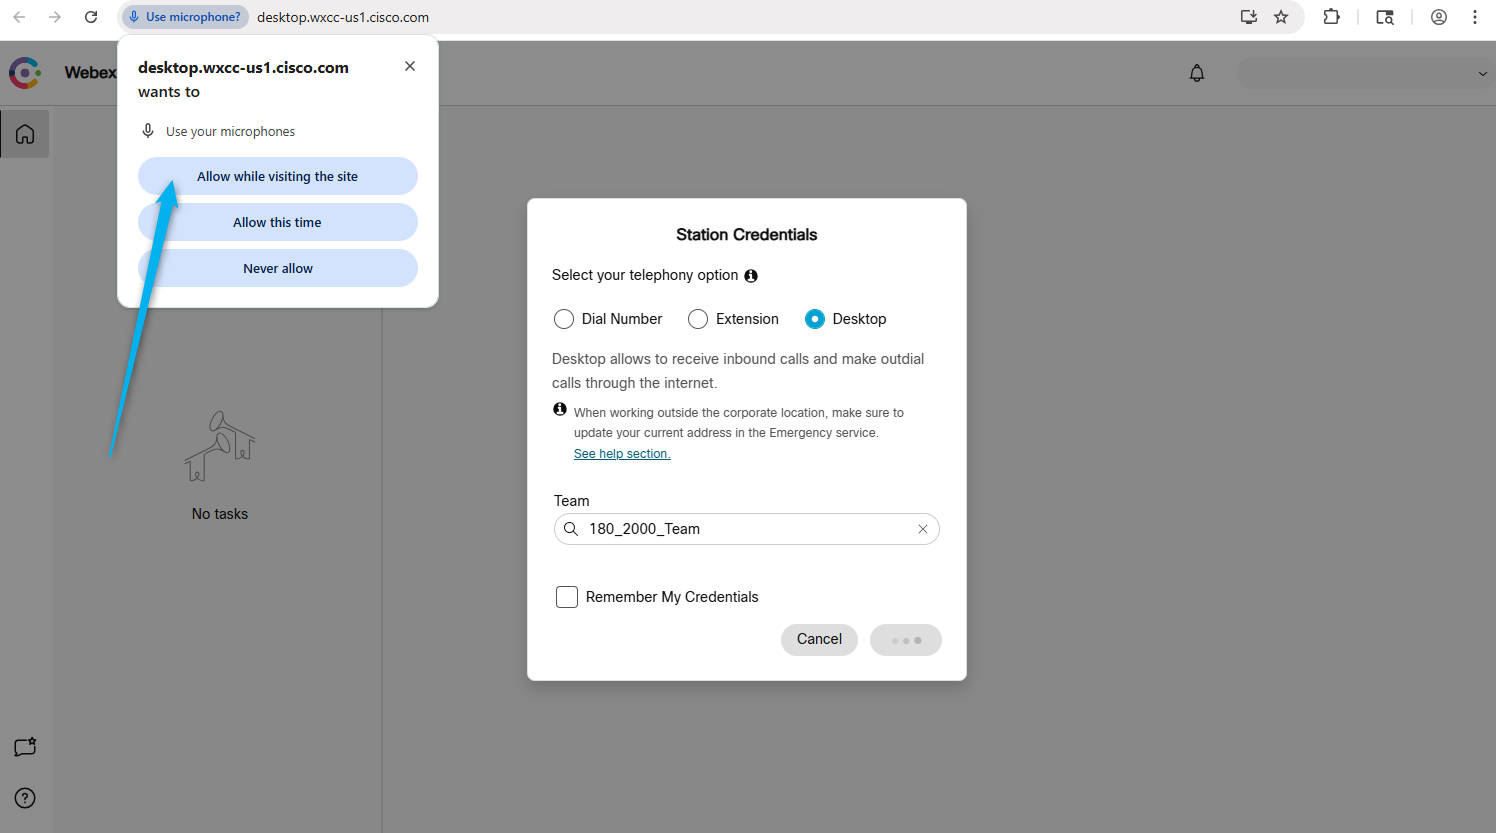 Use microphone?
desktop.wxcc-us1.cisco.com
desktop.wxcc-us1.cisco.com
wants to
Use your microphones
Allow while visiting the site
Allow this time
Never allow
Webex
Station Credentials
Select your telephony option
Dial Number
Extension
Desktop
Desktop allows to receive inbound calls and make outdial
calls through the internet.
When working outside the corporate location, make sure to
update your current address in the Emergency service.
See help section.
Team
180_2000_Team
Remember My Credentials
Cancel
No tasks